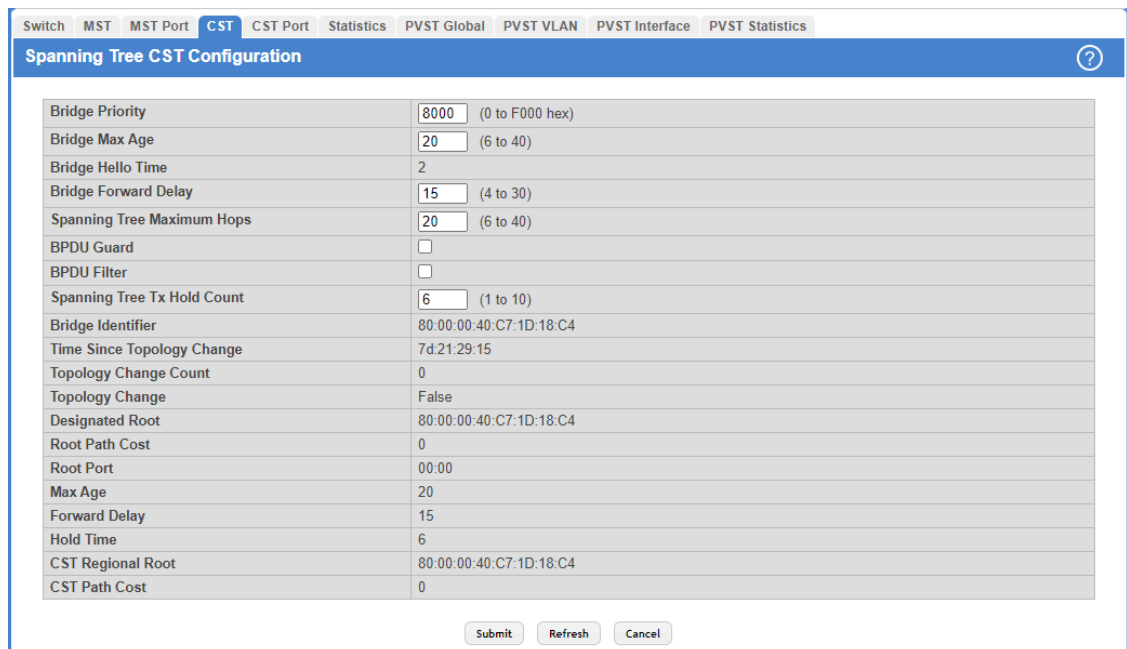 Switch MST MST Port CST CST Port Statistics PVST Global PVST VLAN PVST Interface PVST Statistics
Spanning Tree CST Configuration ?
Bridge Priority 8000 (0 to F000 hex)
Bridge Max Age 20 (6 to 40)
Bridge Hello Time 2
Bridge Forward Delay 15 (4 to 30)
Spanning Tree Maximum Hops 20 (6 to 40)
BPDU Guard
BPDU Filter
Spanning Tree Tx Hold Count 6 (1 to 10)
Bridge Identifier 80:00:00:40:C7:1D:18:C4
Time Since Topology Change 7d:21:29:15
Topology Change Count 0
Topology Change False
Designated Root 80:00:00:40:C7:1D:18:C4
Root Path Cost 0
Root Port 00:00
Max Age 20
Forward Delay 15
Hold Time 6
CST Regional Root 80:00:00:40:C7:1D:18:C4
CST Path Cost 0
Submit Refresh Cancel